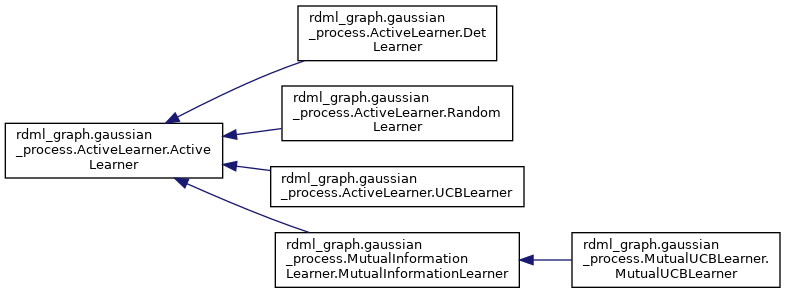 rdml_graph.gaussian
_process.ActiveLearner.Det
Learner
rdml_graph.gaussian
_process.ActiveLearner.Random
Learner
rdml_graph.gaussian
_process.ActiveLearner.Active
Learner
rdml_graph.gaussian
_process.ActiveLearner.UCBLearner
rdml_graph.gaussian
_process.MutualInformation
Learner.MutualInformationLearner
rdml_graph.gaussian
_process.MutualUCBLearner.
MutualUCBLearner